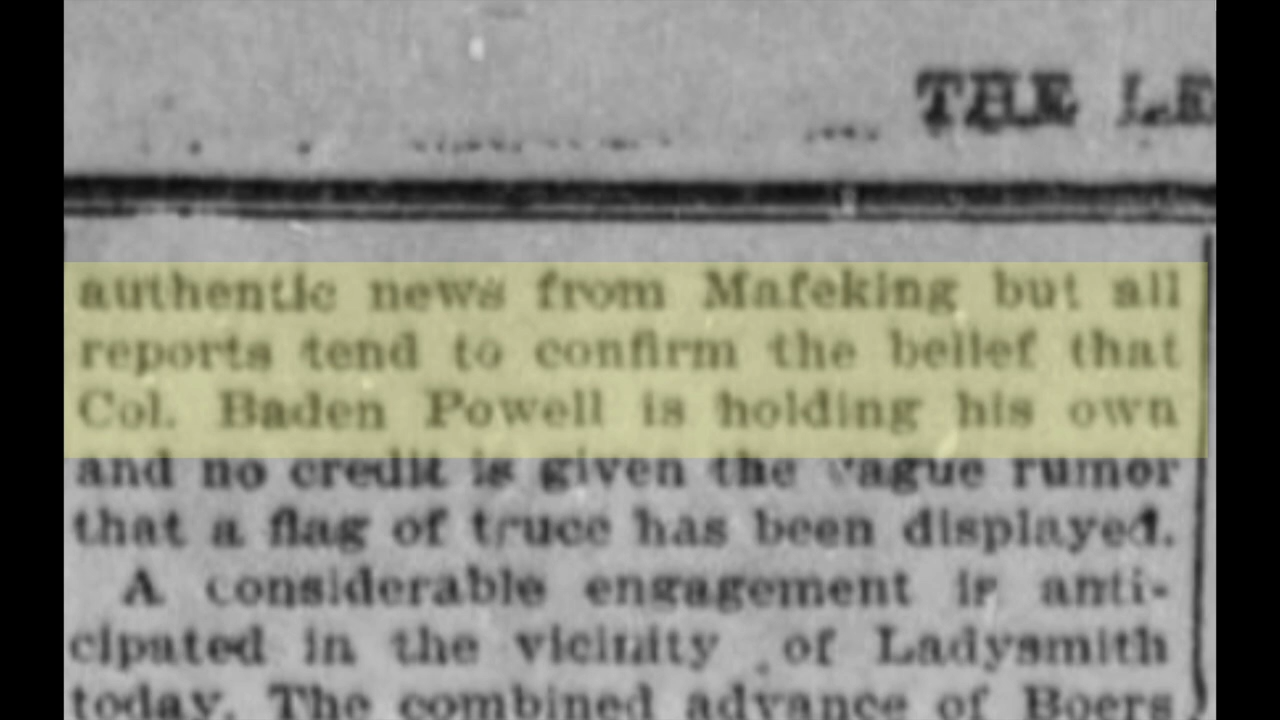 THE LE
authentic news from Mafeking but all
reports tend to confirm the belief that
Col. Baden Powell is holding his own
and no credit is given the vague rumor
that a flag of truce has been displayed.
A considerable engagement is anti-
cipated in the vicinity of Ladysmith
today. The combined advance of Boers